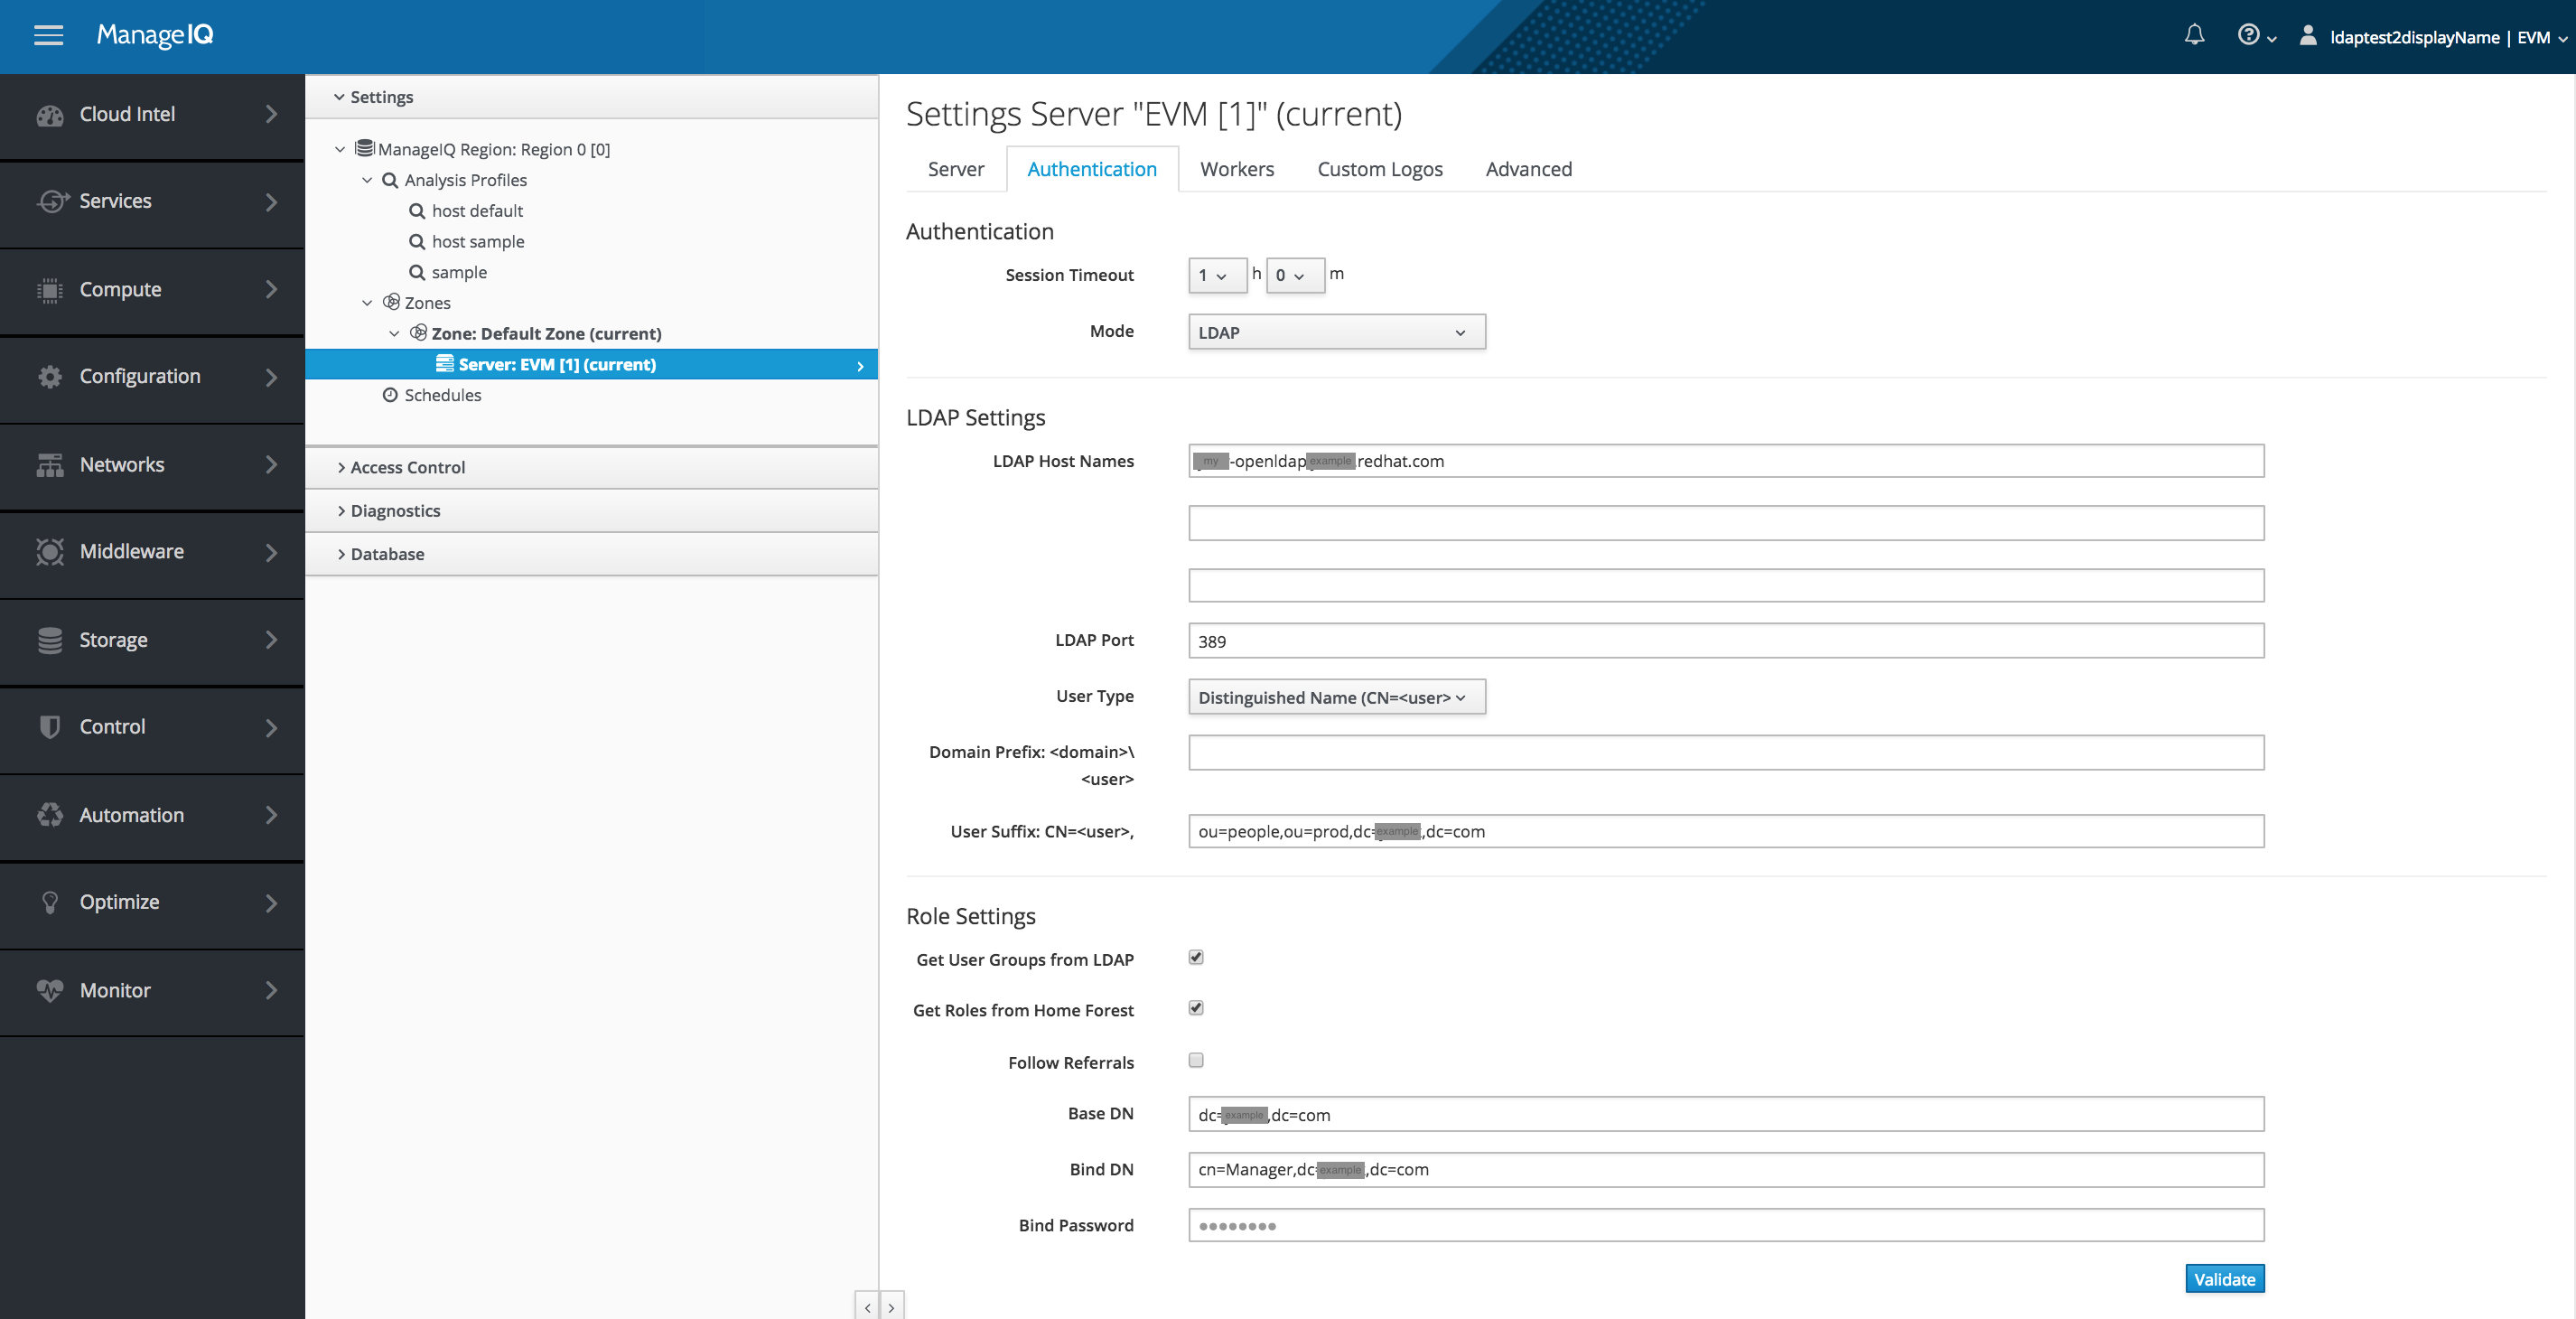 ManageIQ
ldaptest2displayName | EVM
Cloud Intel
Services
Compute
Configuration
Networks
Middleware
Storage
Control
Automation
Optimize
Monitor
Settings
ManageIQ Region: Region 0 [0]
Analysis Profiles
host default
host sample
sample
Zones
Zone: Default Zone (current)
Server: EVM [1] (current)
Schedules
Access Control
Diagnostics
Database
Settings Server "EVM [1]" (current)
Server Authentication Workers Custom Logos Advanced
Authentication
Session Timeout 1 h 0 m
Mode LDAP
LDAP Settings
LDAP Host Names my -openldap example redhat.com
LDAP Port 389
User Type Distinguished Name (CN=<user>
Domain Prefix: <domain>\
<user>
User Suffix: CN=<user>, ou=people,ou=prod,dc=example,dc=com
Role Settings
Get User Groups from LDAP
Get Roles from Home Forest
Follow Referrals
Base DN dc=example,dc=com
Bind DN cn=Manager,dc=example,dc=com
Bind Password ●●●●●●●●
Validate